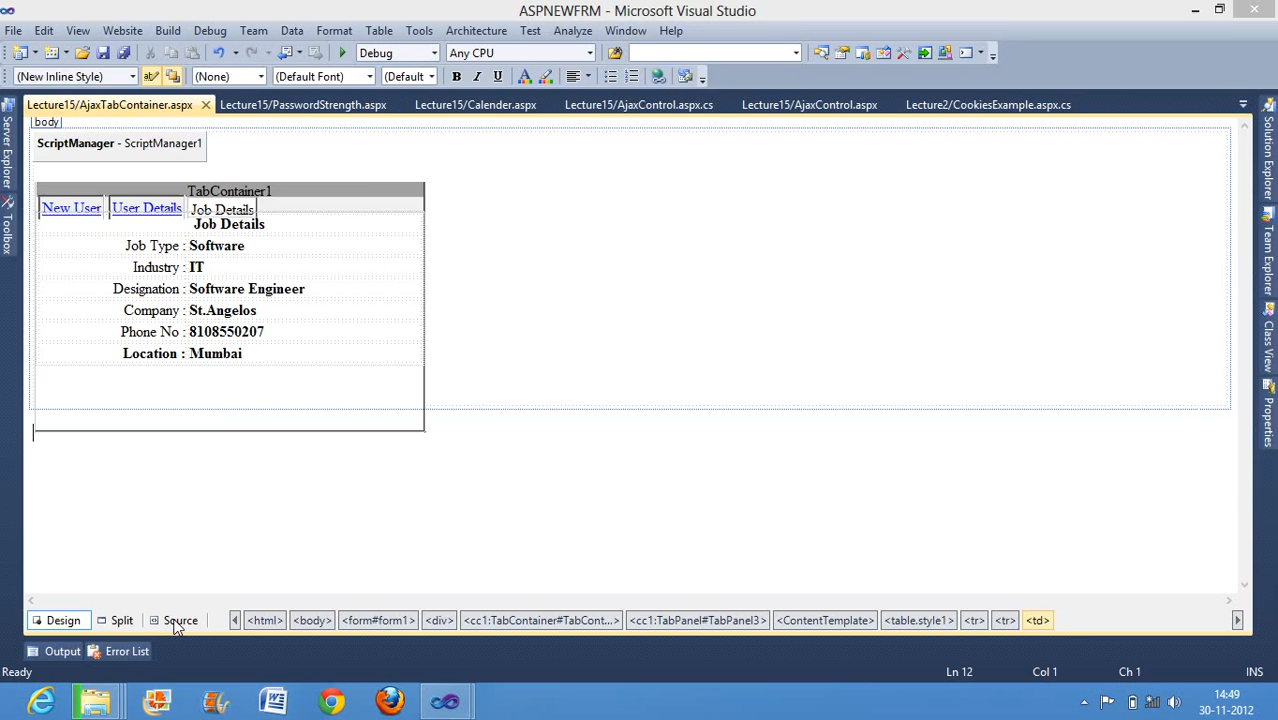 ASPNEWFRM - Microsoft Visual Studio
File Edit View Website Build Debug Team Data Format Table Tools Architecture Test Analyze Window Help
Debug Any CPU
(New Inline Style) (None) (Default Font) (Default B I U A
Lecture15/AjaxTabContainer.aspx Lecture15/PasswordStrength.aspx Lecture15/Calender.aspx Lecture15/AjaxControl.aspx.cs Lecture15/AjaxControl.aspx Lecture2/CookiesExample.aspx.cs
Server Explorer
Toolbox
body
ScriptManager - ScriptManager1
TabContainer1
New User User Details Job Details
Job Details
Job Type : Software
Industry : IT
Designation : Software Engineer
Company : St.Angelos
Phone No : 8108550207
Location : Mumbai
Solution Explorer
Team Explorer
Class View
Properties
Design Split Source <html> <body> <form#form1> <div> <cc1:TabContainer#TabCont...> <cc1:TabPanel#TabPanel3> <ContentTemplate> <table.style1> <tr> <tr> <td>
Output Error List
Ready Ln 12 Col 1 Ch 1 INS
14:49
30-11-2012